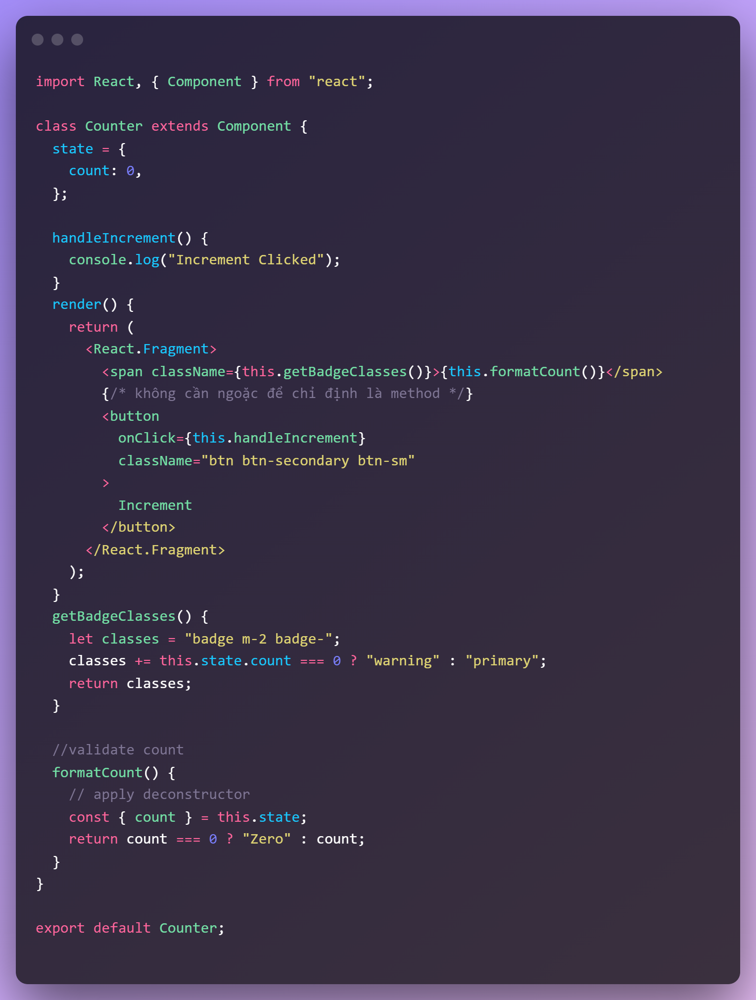 import React, { Component } from "react";

class Counter extends Component {
  state = {
    count: 0,
  };

  handleIncrement() {
    console.log("Increment Clicked");
  }
  render() {
    return (
      <React.Fragment>
        <span className={this.getBadgeClasses()}>{this.formatCount()}</span>
        {/* không cần ngoặc để chỉ định là method */}
        <button
          onClick={this.handleIncrement}
          className="btn btn-secondary btn-sm"
        >
          Increment
        </button>
      </React.Fragment>
    );
  }
  getBadgeClasses() {
    let classes = "badge m-2 badge-";
    classes += this.state.count === 0 ? "warning" : "primary";
    return classes;
  }

  //validate count
  formatCount() {
    // apply deconstructor
    const { count } = this.state;
    return count === 0 ? "Zero" : count;
  }
}

export default Counter;